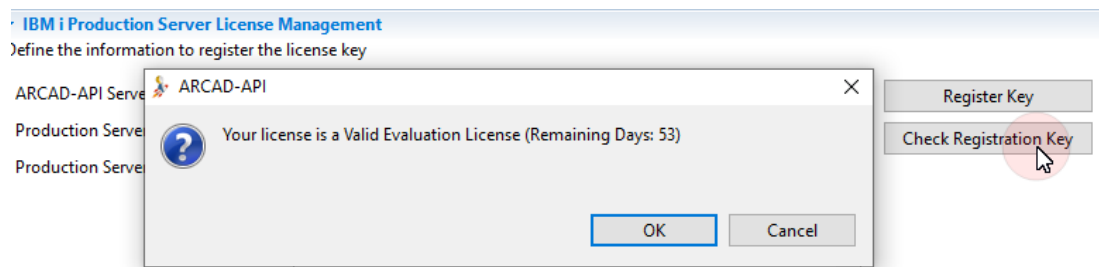 IBM i Production Server License Management
Define the information to register the license key
ARCAD-API
ARCAD-API Serve
Register Key
Your license is a Valid Evaluation License (Remaining Days: 53)
Production Serve
Check Registration Key
Production Serve
OK
Cancel